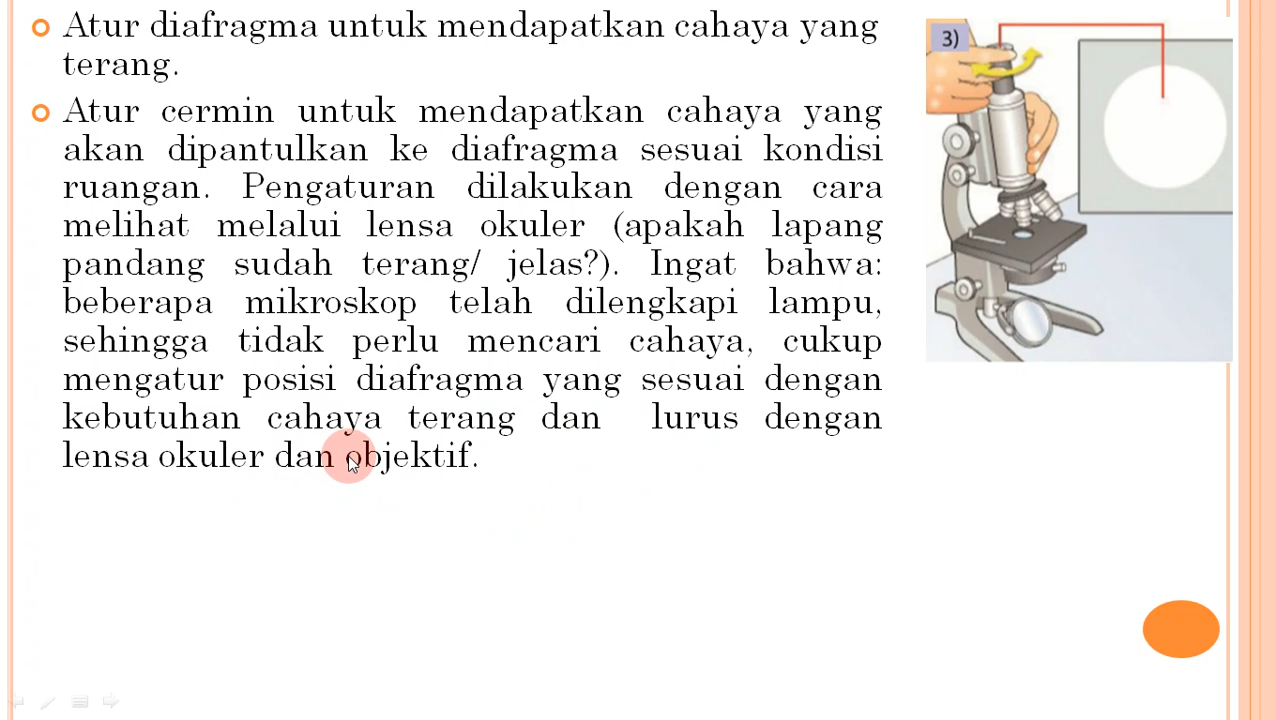 Atur diafragma untuk mendapatkan cahaya yang
terang.
Atur cermin untuk mendapatkan cahaya yang
akan dipantulkan ke diafragma sesuai kondisi
ruangan. Pengaturan dilakukan dengan cara
melihat melalui lensa okuler (apakah lapang
pandang sudah terang/ jelas?). Ingat bahwa:
beberapa mikroskop telah dilengkapi lampu,
sehingga tidak perlu mencari cahaya, cukup
mengatur posisi diafragma yang sesuai dengan
kebutuhan cahaya terang dan lurus dengan
lensa okuler dan objektif.
3)